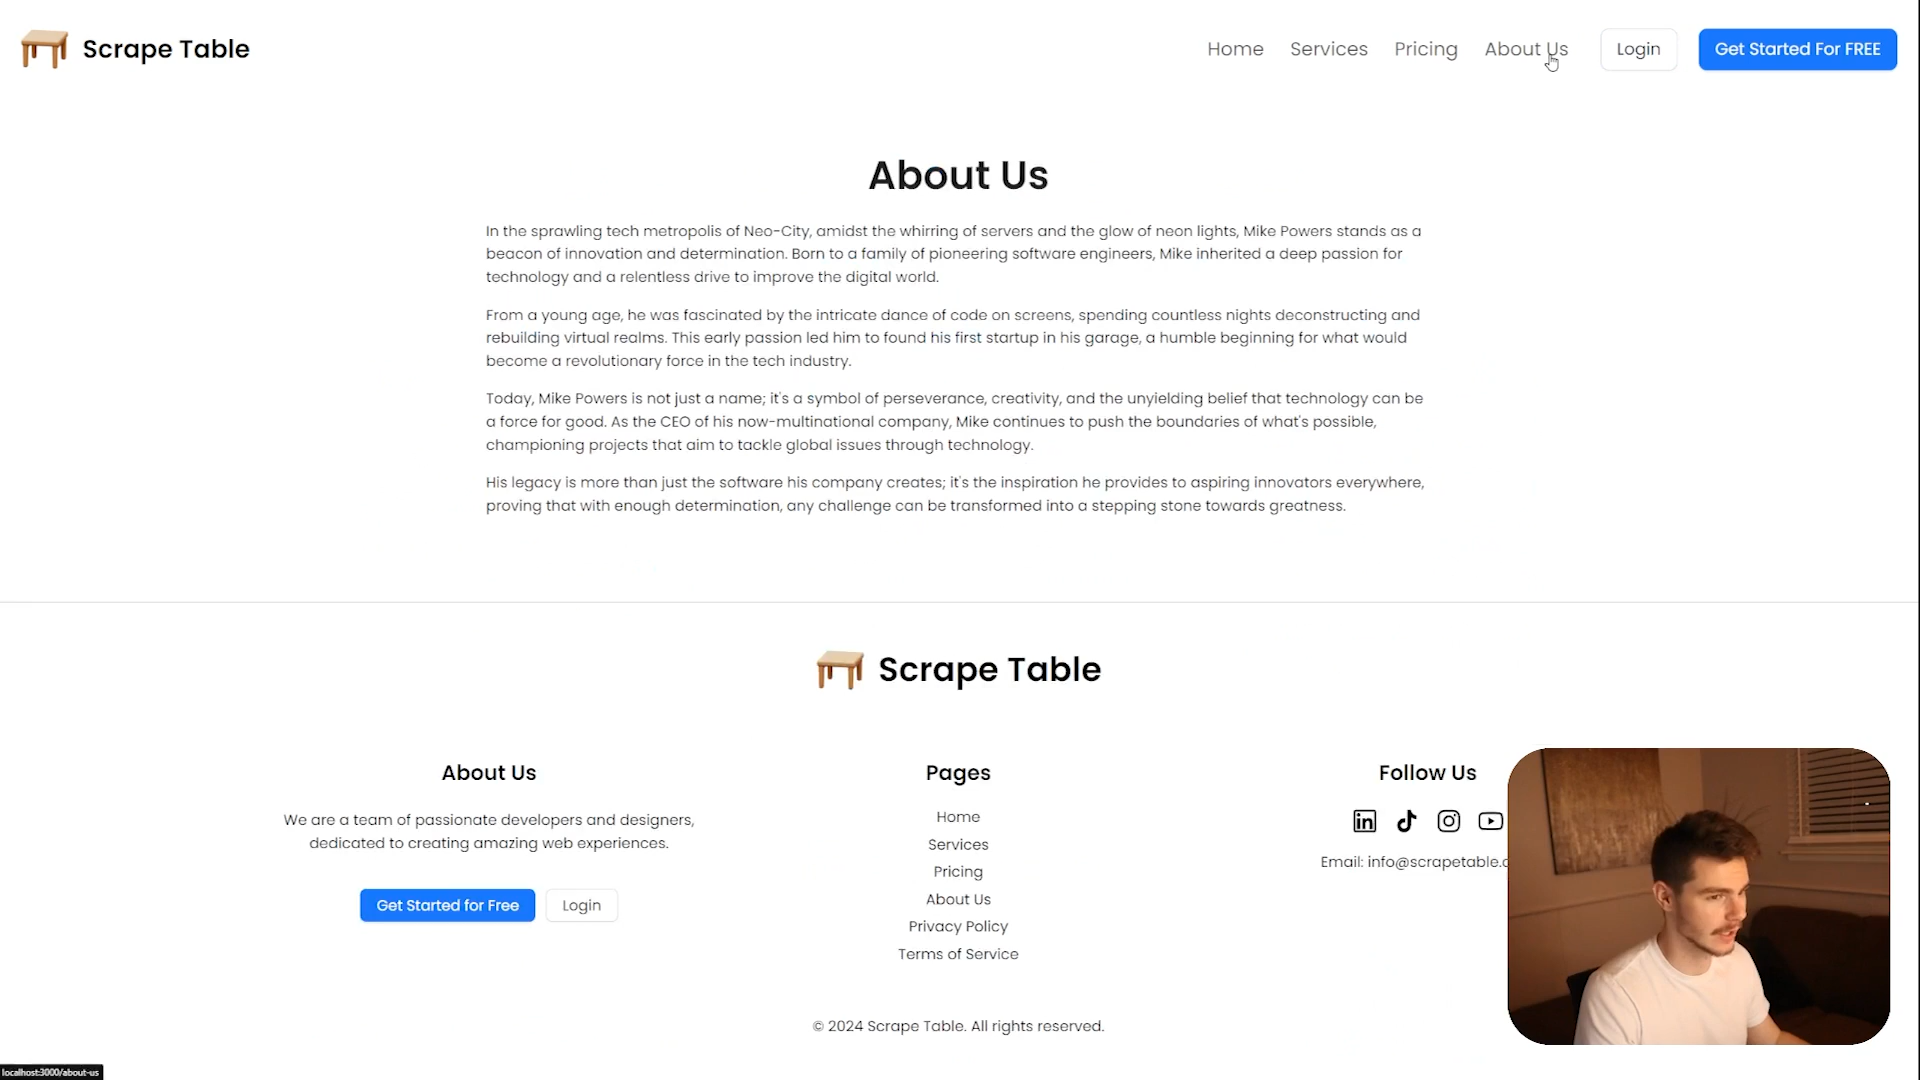 Scrape Table
Home Services Pricing About Us Login Get Started For FREE
About Us
In the sprawling tech metropolis of Neo-City, amidst the whirring of servers and the glow of neon lights, Mike Powers stands as a
beacon of innovation and determination. Born to a family of pioneering software engineers, Mike inherited a deep passion for
technology and a relentless drive to improve the digital world.
From a young age, he was fascinated by the intricate dance of code on screens, spending countless nights deconstructing and
rebuilding virtual realms. This early passion led him to found his first startup in his garage, a humble beginning for what would
become a revolutionary force in the tech industry.
Today, Mike Powers is not just a name; it's a symbol of perseverance, creativity, and the unyielding belief that technology can be
a force for good. As the CEO of his now-multinational company, Mike continues to push the boundaries of what's possible,
championing projects that aim to tackle global issues through technology.
His legacy is more than just the software his company creates; it's the inspiration he provides to aspiring innovators everywhere,
proving that with enough determination, any challenge can be transformed into a stepping stone towards greatness.
Scrape Table
About Us
We are a team of passionate developers and designers,
dedicated to creating amazing web experiences.
Get Started for Free Login
Pages
Home
Services
Pricing
About Us
Privacy Policy
Terms of Service
Follow Us
Email: info@scrapetable.c
© 2024 Scrape Table. All rights reserved.
localhost:3000/about-us